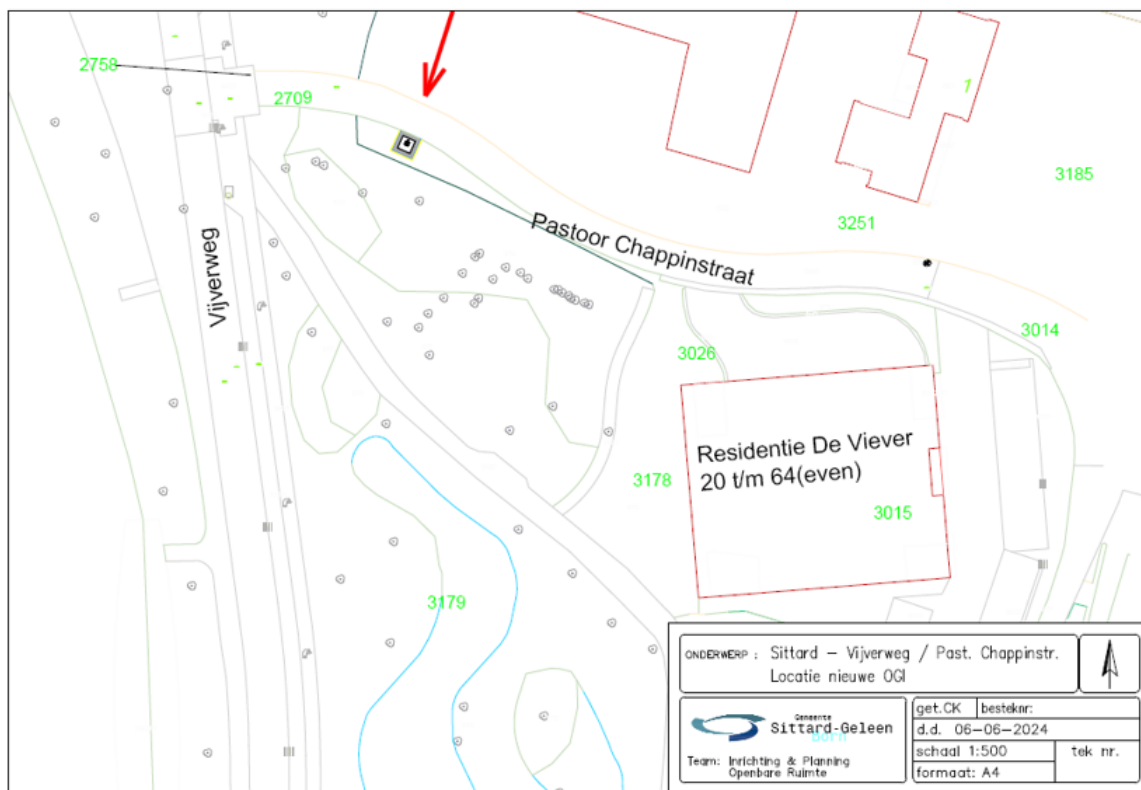 2758
2709
1
3185
3251
Pastoor Chappinstraat
Vijverweg
3014
3026
Residentie De Viever
20 t/m 64(even)
3178
3015
3179
ONDERWERP : Sittard – Vijverweg / Past. Chappinstr.
Locatie nieuwe OGI
Gemeente
Sittard-Geleen
Born
Team: Inrichting & Planning
Openbare Ruimte
get.CK besteknr:
d.d. 06-06-2024
schaal 1:500 tek nr.
formaat: A4